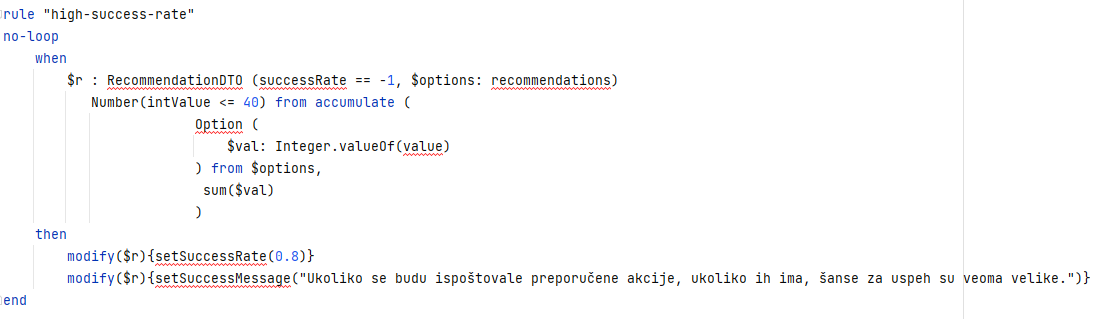 rule "high-success-rate"
no-loop
when
$r : RecommendationDTO (successRate == -1, $options: recommendations)
Number(intValue <= 40) from accumulate (
Option (
$val: Integer.valueOf(value)
) from $options,
sum($val)
)
then
modify($r){setSuccessRate(0.8)}
modify($r){setSuccessMessage("Ukoliko se budu ispoštovale preporučene akcije, ukoliko ih ima, šanse za uspeh su veoma velike.")}
end